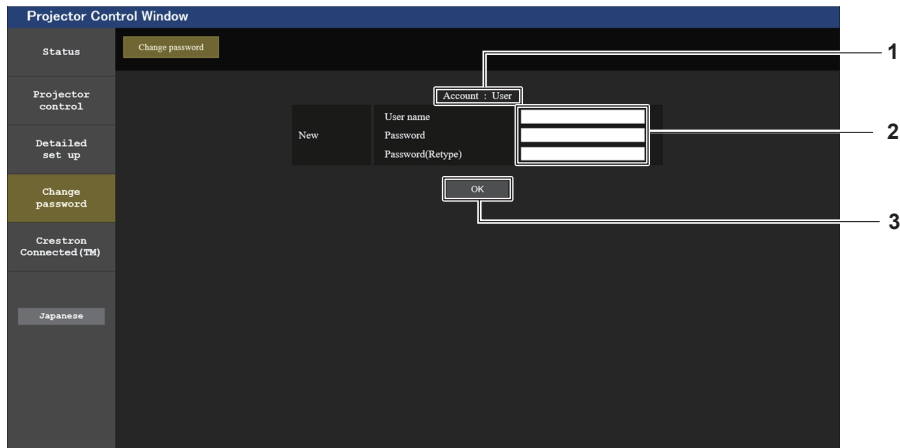 Projector Control Window
Status
Change password
1
Projector
control
Account : User
User name
New
Password
2
Password(Retype)
Detailed
set up
Change
password
OK
3
Crestron
Connected(TM)
Japanese